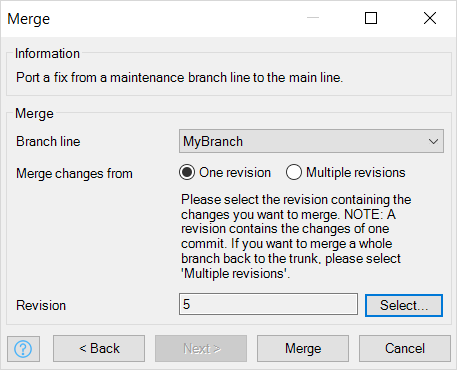 Merge
Information
Port a fix from a maintenance branch line to the main line.
Merge
Branch line MyBranch
Merge changes from One revision Multiple revisions
Please select the revision containing the
changes you want to merge. NOTE: A
revision contains the changes of one
commit. If you want to merge a whole
branch back to the trunk, please select
'Multiple revisions'.
Revision 5 Select...
? < Back Next > Merge Cancel